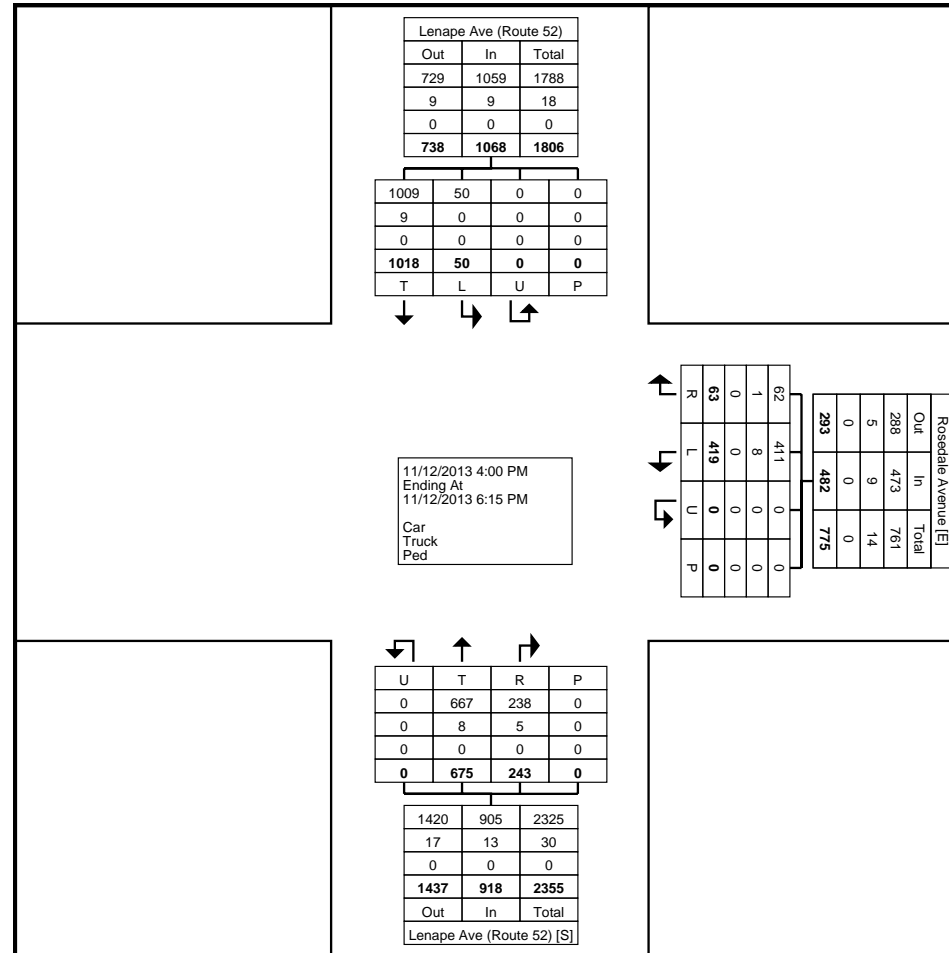 Lenape Ave (Route 52)
Out In Total
729 1059 1788
9 9 18
0 0 0
738 1068 1806
1009 50 0 0
9 0 0 0
0 0 0 0
1018 50 0 0
T L U P
R 63 0 1 62
L 419 0 8 411
U 0 0 0 0
P 0 0 0 0
Rosedale Avenue [E]
Out In Total
288 473 761
5 9 14
0 0 0
293 482 775
11/12/2013 4:00 PM
Ending At
11/12/2013 6:15 PM
Car
Truck
Ped
U T R P
0 667 238 0
0 8 5 0
0 0 0 0
0 675 243 0
1420 905 2325
17 13 30
0 0 0
1437 918 2355
Out In Total
Lenape Ave (Route 52) [S]